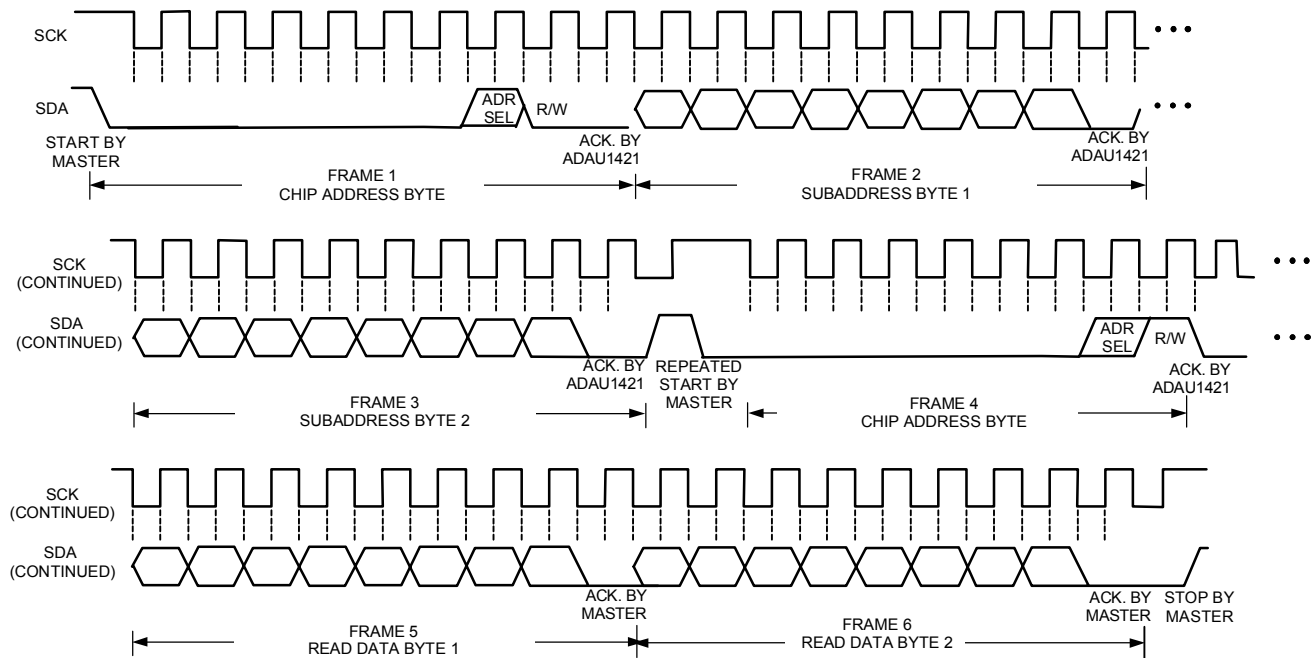 SCK
SDA
ADR
SEL
R/W
START BY
MASTER
ACK. BY
ADAU1421
ACK. BY
ADAU1421
FRAME 1
CHIP ADDRESS BYTE
FRAME 2
SUBADDRESS BYTE 1
SCK
(CONTINUED)
SDA
(CONTINUED)
ADR
SEL
R/W
ACK. BY
ADAU1421
REPEATED
START BY
MASTER
ACK. BY
ADAU1421
FRAME 3
SUBADDRESS BYTE 2
FRAME 4
CHIP ADDRESS BYTE
SCK
(CONTINUED)
SDA
(CONTINUED)
ACK. BY
MASTER
ACK. BY
MASTER
STOP BY
MASTER
FRAME 5
READ DATA BYTE 1
FRAME 6
READ DATA BYTE 2